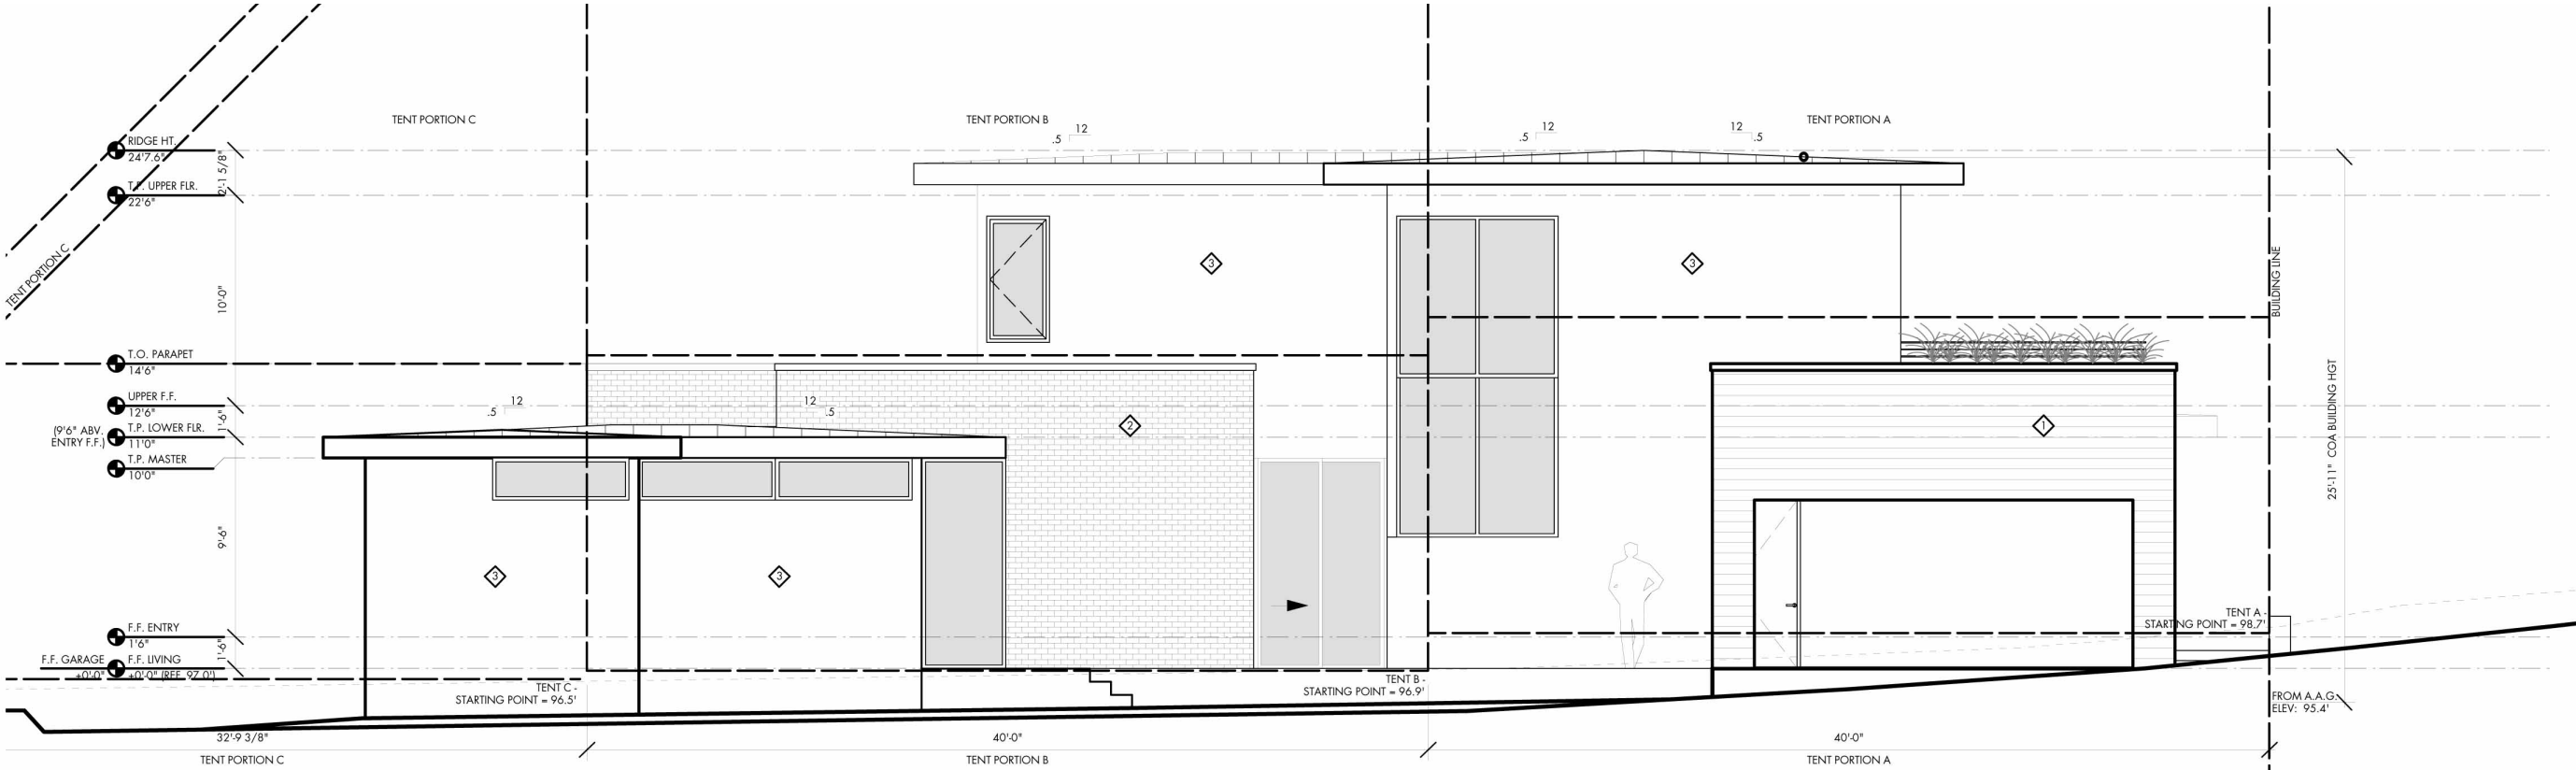 TENT PORTION C
TENT PORTION B
TENT PORTION A
12
.5
12
.5
12
.5
RIDGE HT.
24'7.6"
2'-1 5/8"
T.P. UPPER FLR.
22'6"
TENT PORTION C
10'-0"
BUILDING LINE
3
3
T.O. PARAPET
14'6"
UPPER F.F.
12'6"
1'-6"
(9'6" ABV.
ENTRY F.F.)
T.P. LOWER FLR.
11'0"
T.P. MASTER
10'0"
12
.5
12
.5
2
1
25'-11" COA BUILDING HGT
9'-6"
3
3
F.F. ENTRY
1'6"
1'-6"
F.F. GARAGE
+0'-0"
F.F. LIVING
+0'-0" (REF. 97.0')
TENT A -
STARTING POINT = 98.7'
TENT C -
STARTING POINT = 96.5'
TENT B -
STARTING POINT = 96.9'
FROM A.A.G.
ELEV: 95.4'
32'-9 3/8"
40'-0"
40'-0"
TENT PORTION C
TENT PORTION B
TENT PORTION A